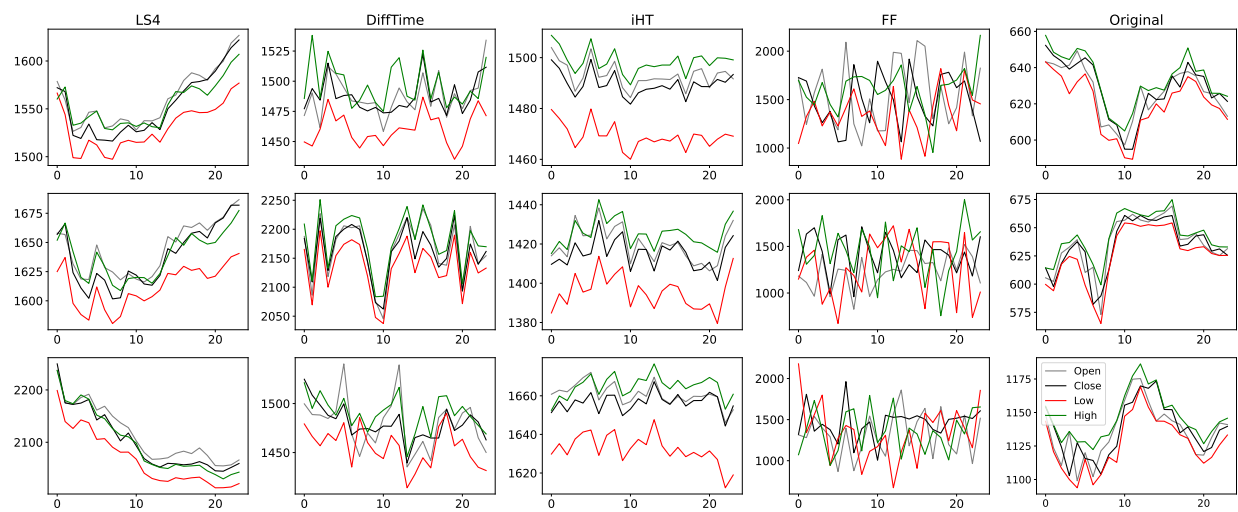 LS4 DiffTime iHT FF Original
1600 1525 1500 2000 660
1550 1500 1480 1500 640
1500 1475 1460 1000 620
1450 600
0 10 20 0 10 20 0 10 20 0 10 20 0 10 20
1675 2250 1440 2000 675
1650 2200 1420 1500 650
1625 2150 1400 1000 625
1600 2100 1380 600
2050 575
0 10 20 0 10 20 0 10 20 0 10 20 0 10 20
2200 1500 1660 2000 1175
2100 1450 1640 1500 1150
1620 1000 1125
1100
Open
Close
Low
High
0 10 20 0 10 20 0 10 20 0 10 20 0 10 20